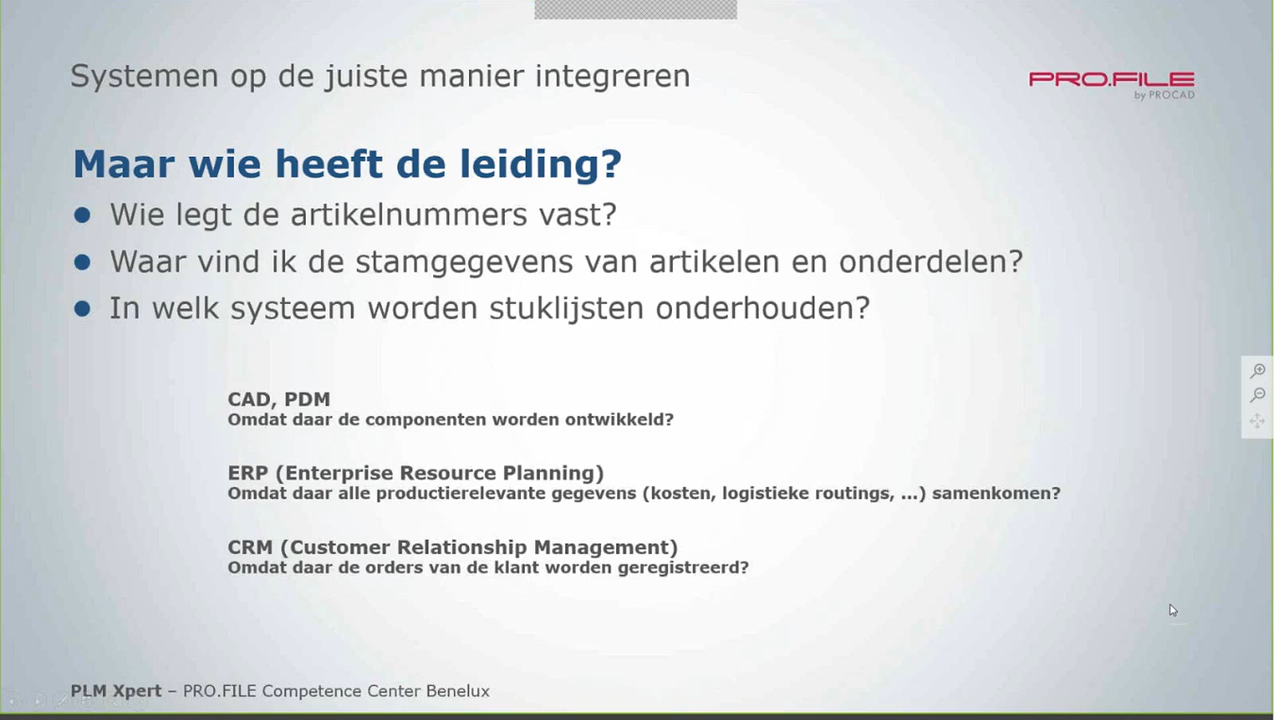 Systemen op de juiste manier integreren
PRO.FILE
by PROCAD
Maar wie heeft de leiding?
● Wie legt de artikelnummers vast?
● Waar vind ik de stamgegevens van artikelen en onderdelen?
● In welk systeem worden stuklijsten onderhouden?
CAD, PDM
Omdat daar de componenten worden ontwikkeld?
ERP (Enterprise Resource Planning)
Omdat daar alle productierelevante gegevens (kosten, logistieke routings, ...) samenkomen?
CRM (Customer Relationship Management)
Omdat daar de orders van de klant worden geregistreerd?
PLM Xpert – PRO.FILE Competence Center Benelux